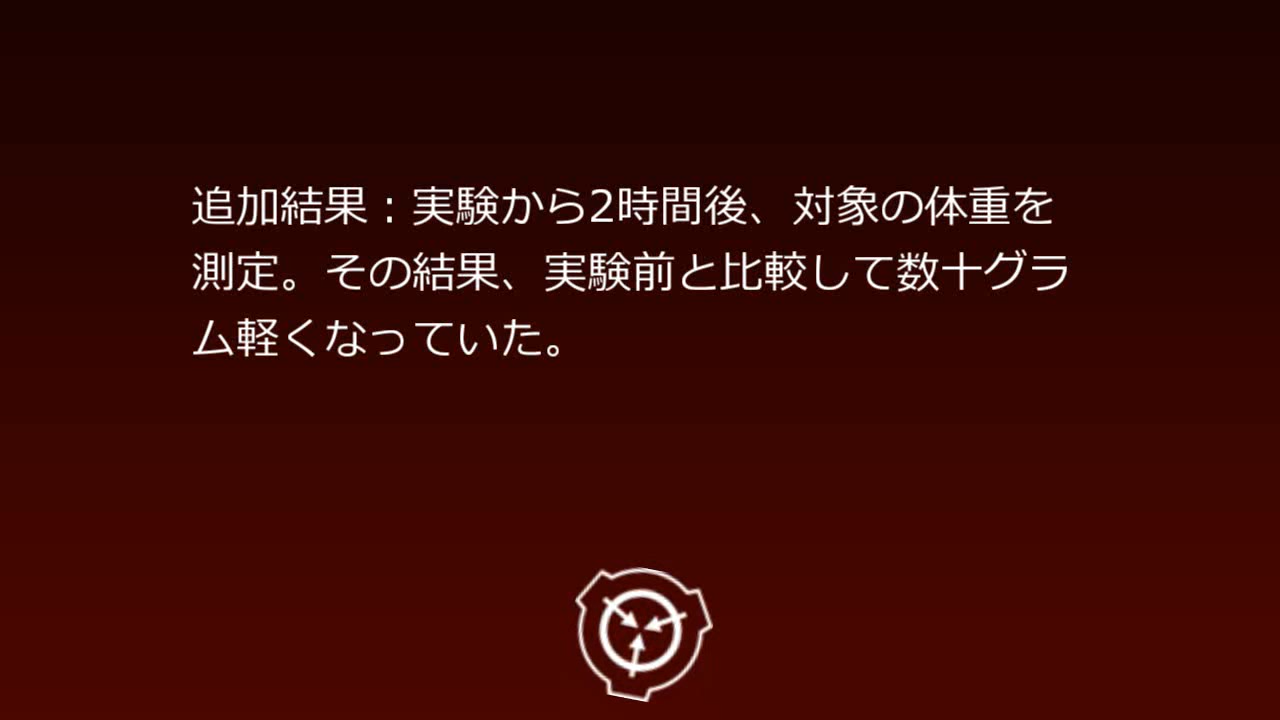 追加結果：実験から2時間後、対象の体重を
測定。その結果、実験前と比較して数十グラ
ム軽くなっていた。